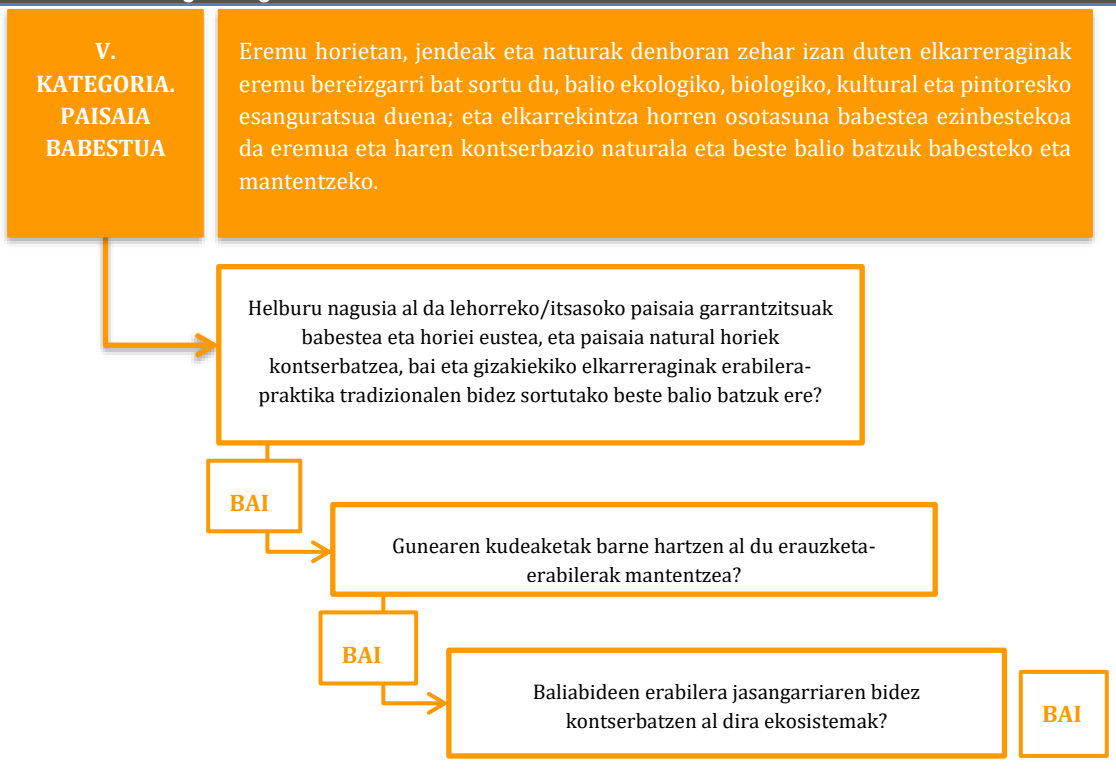 V.
KATEGORIA.
PAISAIA
BABESTUA
Eremu horietan, jendeak eta naturak denboran zehar izan duten elkarreraginak
eremu bereizgarri bat sortu du, balio ekologiko, biologiko, kultural eta pintoresko
esanguratsua duena; eta elkarrekintza horren osotasuna babestea ezinbestekoa
da eremua eta haren kontserbazio naturala eta beste balio batzuk babesteko eta
mantentzeko.
Helburu nagusia al da lehorreko/itsasoko paisaia garrantzitsuak
babestea eta horiei eustea, eta paisaia natural horiek
kontserbatzea, bai eta gizakiekiko elkarreraginak erabilera-
praktika tradizionalen bidez sortutako beste balio batzuk ere?
BAI
Gunearen kudeaketak barne hartzen al du erauzketa-
erabilerak mantentzea?
BAI
Baliabideen erabilera jasangarriaren bidez
kontserbatzen al dira ekosistemak?
BAI